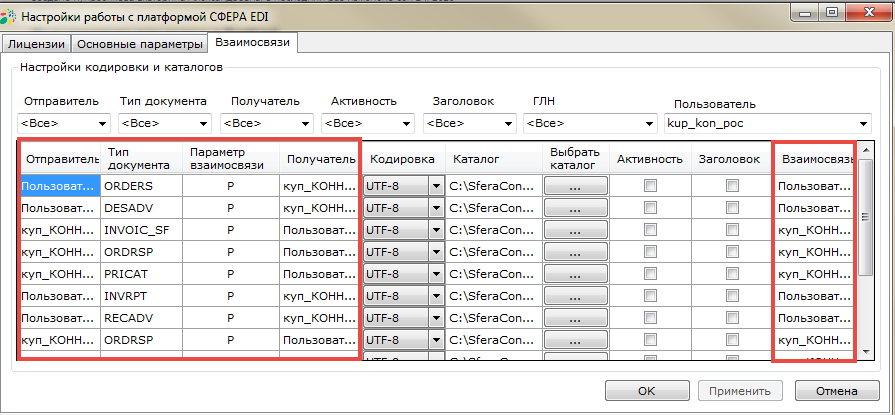 Настройки работы с платформой СФЕРА EDI
Лицензии Основные параметры Взаимосвязи
Настройки кодировки и каталогов
Отправитель Тип документа Получатель Активность Заголовок ГЛН Пользователь
<Все> <Все> <Все> <Все> <Все> <Все> kup_kon_poc
Отправитель Тип документа Параметр взаимосвязи Получатель Кодировка Каталог Выбрать каталог Активность Заголовок Взаимосвязь
Пользоват... ORDERS P куп_КОНН... UTF-8 C:\SferaCon... ... Пользоват...
Пользоват... DESADV P куп_КОНН... UTF-8 C:\SferaCon... ... Пользоват...
куп_КОНН... INVOIC_SF P Пользоват... UTF-8 C:\SferaCon... ... куп_КОНН...
куп_КОНН... ORDRSP P Пользоват... UTF-8 C:\SferaCon... ... куп_КОНН...
куп_КОНН... PRICAT P Пользоват... UTF-8 C:\SferaCon... ... куп_КОНН...
Пользоват... INVRPT P куп_КОНН... UTF-8 C:\SferaCon... ... Пользоват...
Пользоват... RECADV P куп_КОНН... UTF-8 C:\SferaCon... ... Пользоват...
куп_КОНН... ORDRSP P Пользоват... UTF-8 C:\SferaCon... ... куп_КОНН...
OK Применить Отмена